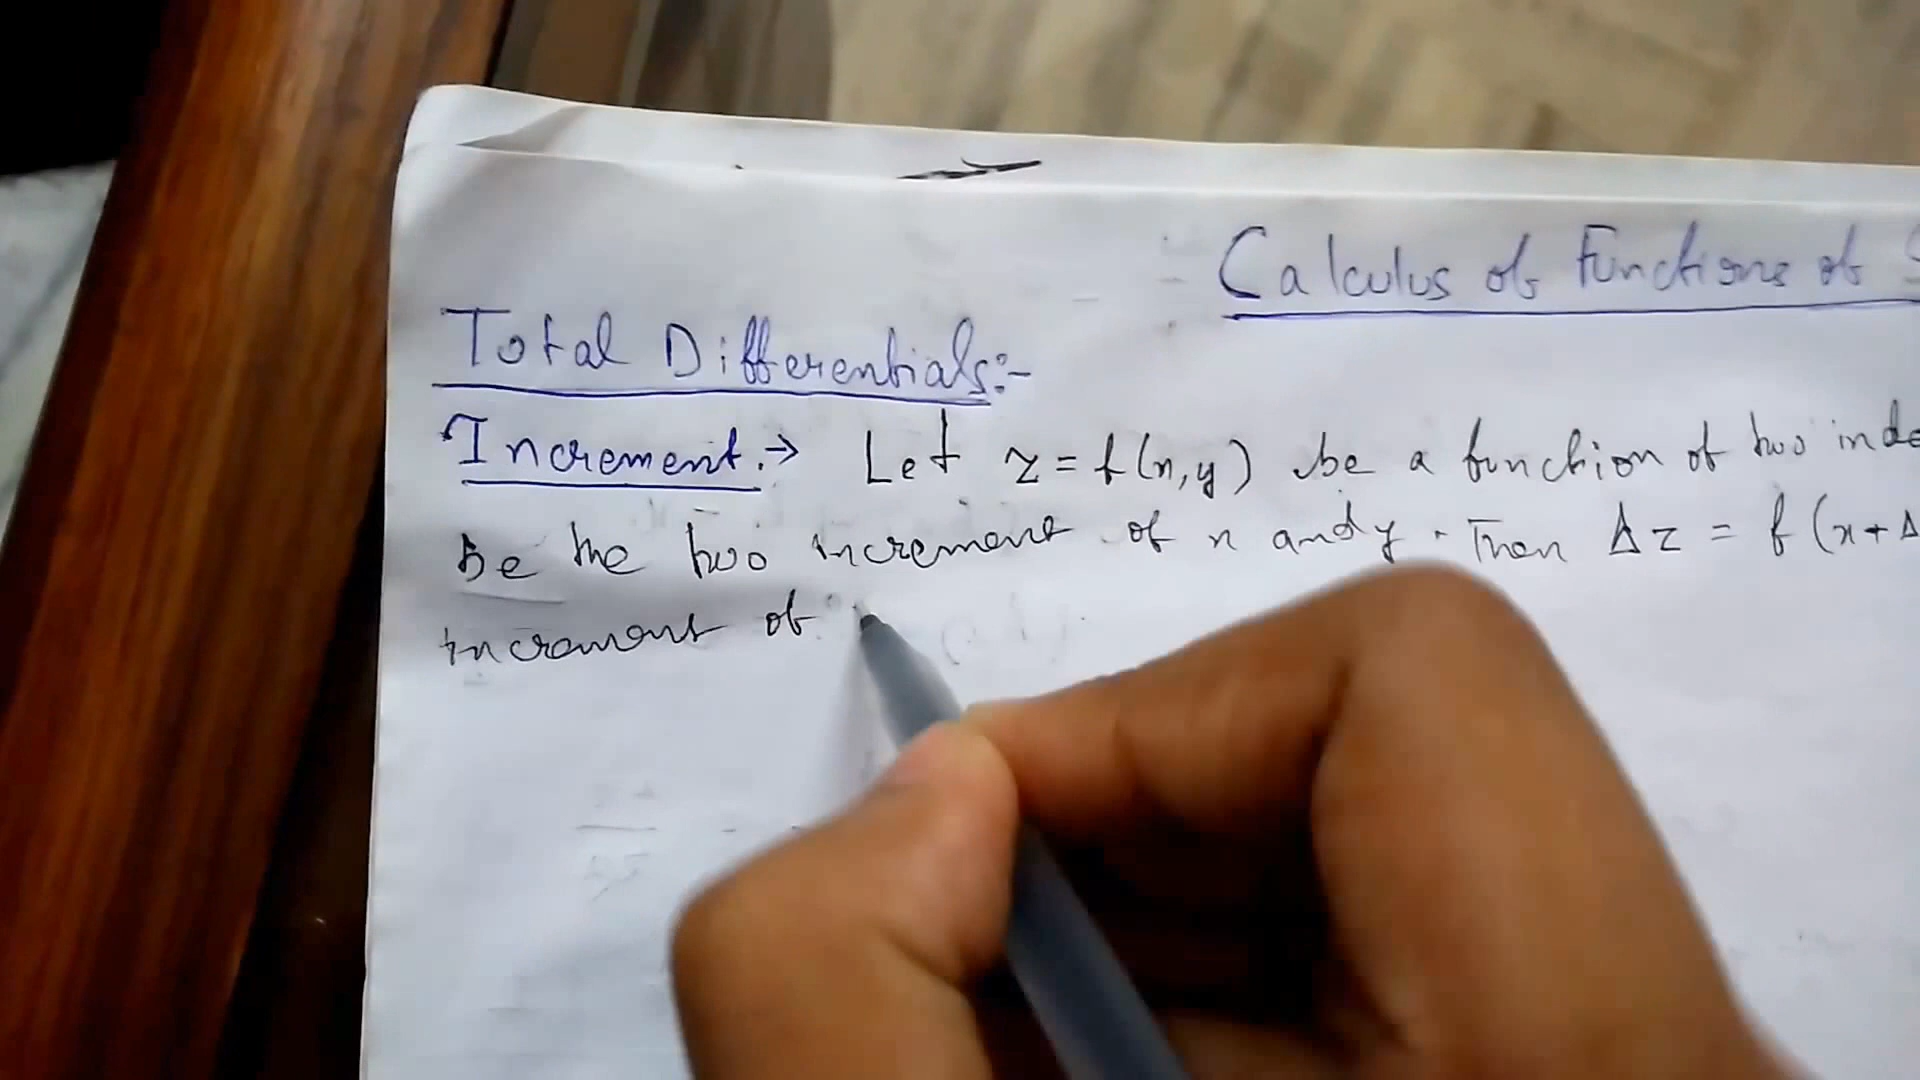 Calculus of Functions of S
Total Differentials:-
Increment.→ Let z = f(x,y) be a function of two inde
Be the two increment of x and y. Then Δz = f(x+Δ
increment of